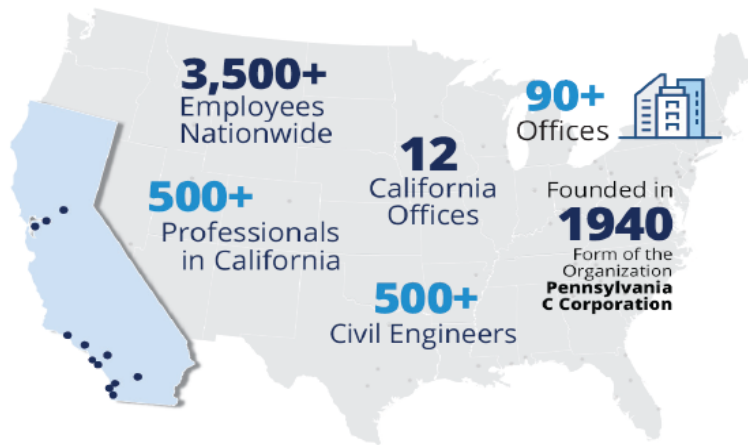 3,500+
Employees
Nationwide
90+
Offices
12
California
Offices
500+
Professionals
in California
Founded in
1940
Form of the
Organization
Pennsylvania
C Corporation
500+
Civil Engineers